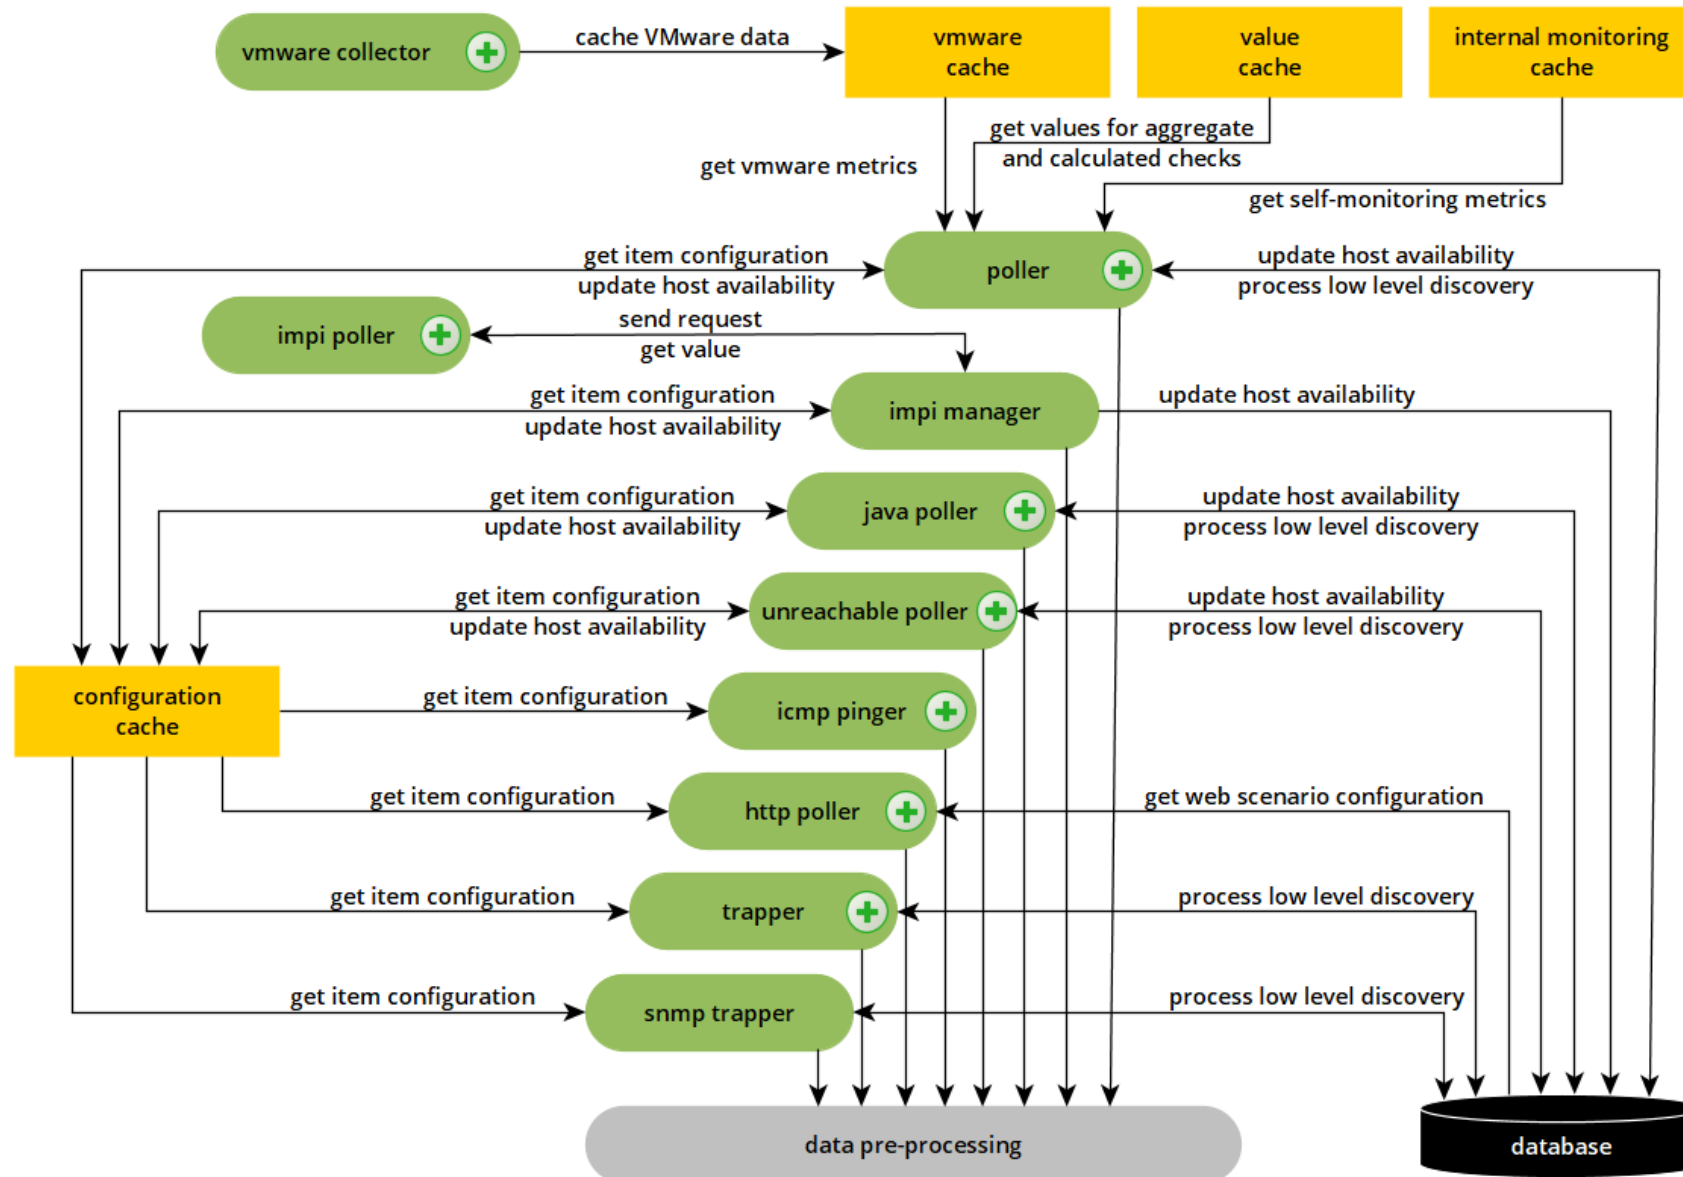 vmware collector
cache VMware data
vmware
cache
value
cache
internal monitoring
cache
get values for aggregate
and calculated checks
get vmware metrics
get self-monitoring metrics
get item configuration
update host availability
poller
update host availability
process low level discovery
impi poller
send request
get value
get item configuration
update host availability
impi manager
update host availability
get item configuration
update host availability
java poller
update host availability
process low level discovery
get item configuration
update host availability
unreachable poller
update host availability
process low level discovery
configuration
cache
get item configuration
icmp pinger
get item configuration
http poller
get web scenario configuration
get item configuration
trapper
process low level discovery
get item configuration
snmp trapper
process low level discovery
data pre-processing
database